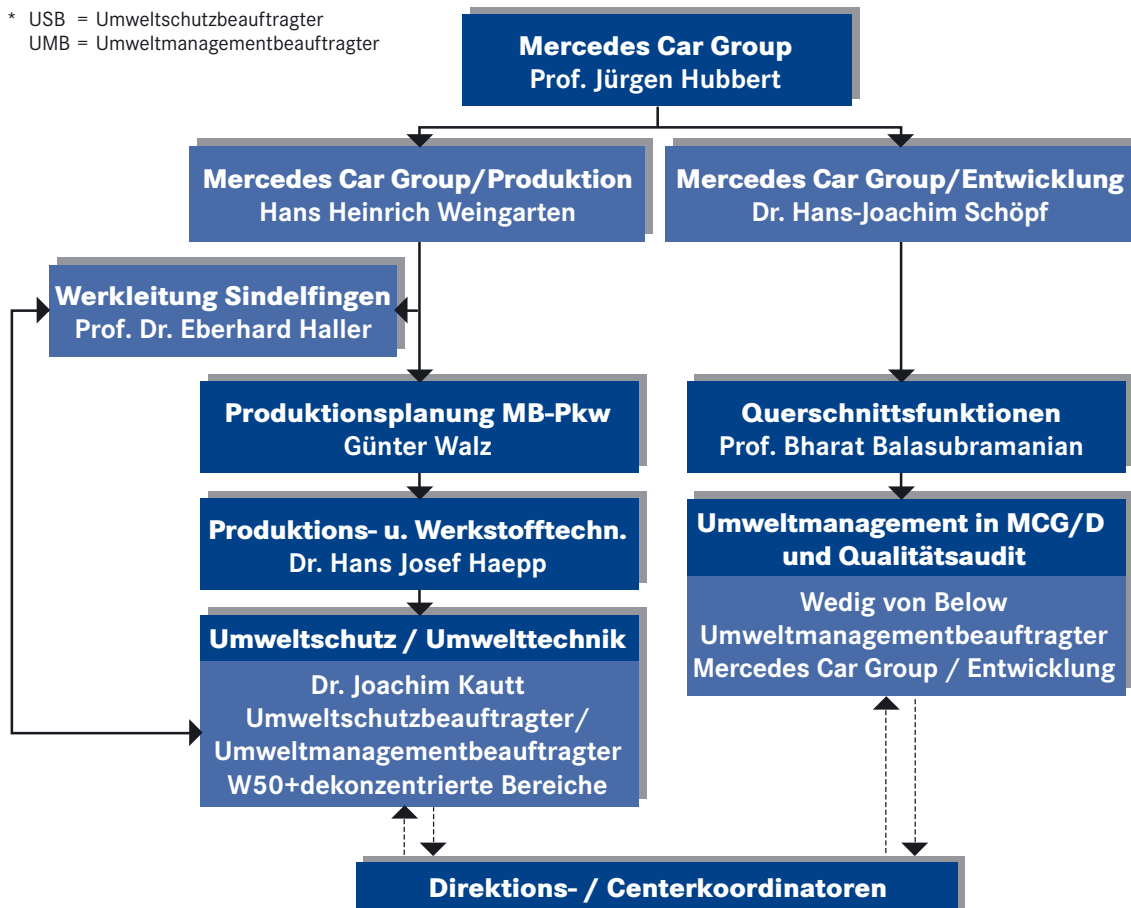 * USB = Umweltschutzbeauftragter
UMB = Umweltmanagementbeauftragter
Mercedes Car Group
Prof. Jürgen Hubbert
Mercedes Car Group/Produktion
Hans Heinrich Weingarten
Mercedes Car Group/Entwicklung
Dr. Hans-Joachim Schöpf
Werkleitung Sindelfingen
Prof. Dr. Eberhard Haller
Produktionsplanung MB-Pkw
Günter Walz
Querschnittsfunktionen
Prof. Bharat Balasubramanian
Produktions- u. Werkstofftechn.
Dr. Hans Josef Haepp
Umweltmanagement in MCG/D
und Qualitätsaudit
Wedig von Below
Umweltmanagementbeauftragter
Mercedes Car Group / Entwicklung
Umweltschutz / Umwelttechnik
Dr. Joachim Kautt
Umweltschutzbeauftragter/
Umweltmanagementbeauftragter
W50+dekonzentrierte Bereiche
Direktions- / Centerkoordinatoren